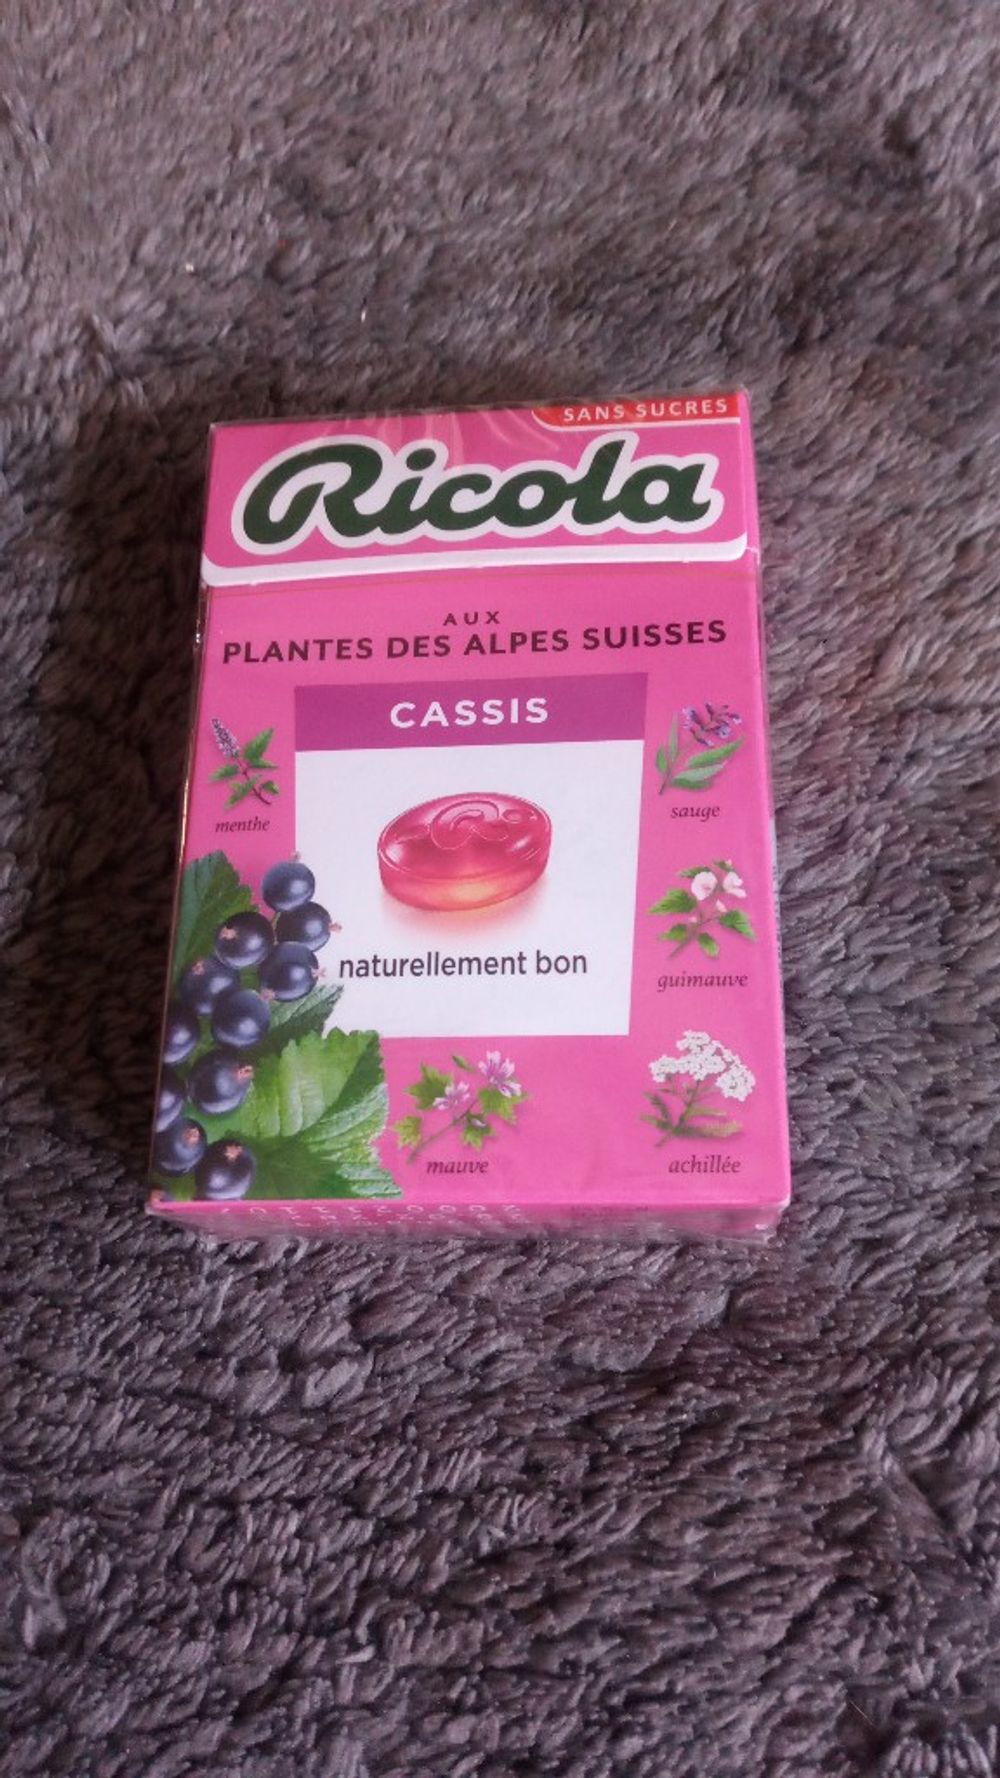 SANS SUCRES
Ricola
AUX
PLANTES DES ALPES SUISSES
CASSIS
menthe
sauge
naturellement bon
guimauve
mauve
achillée